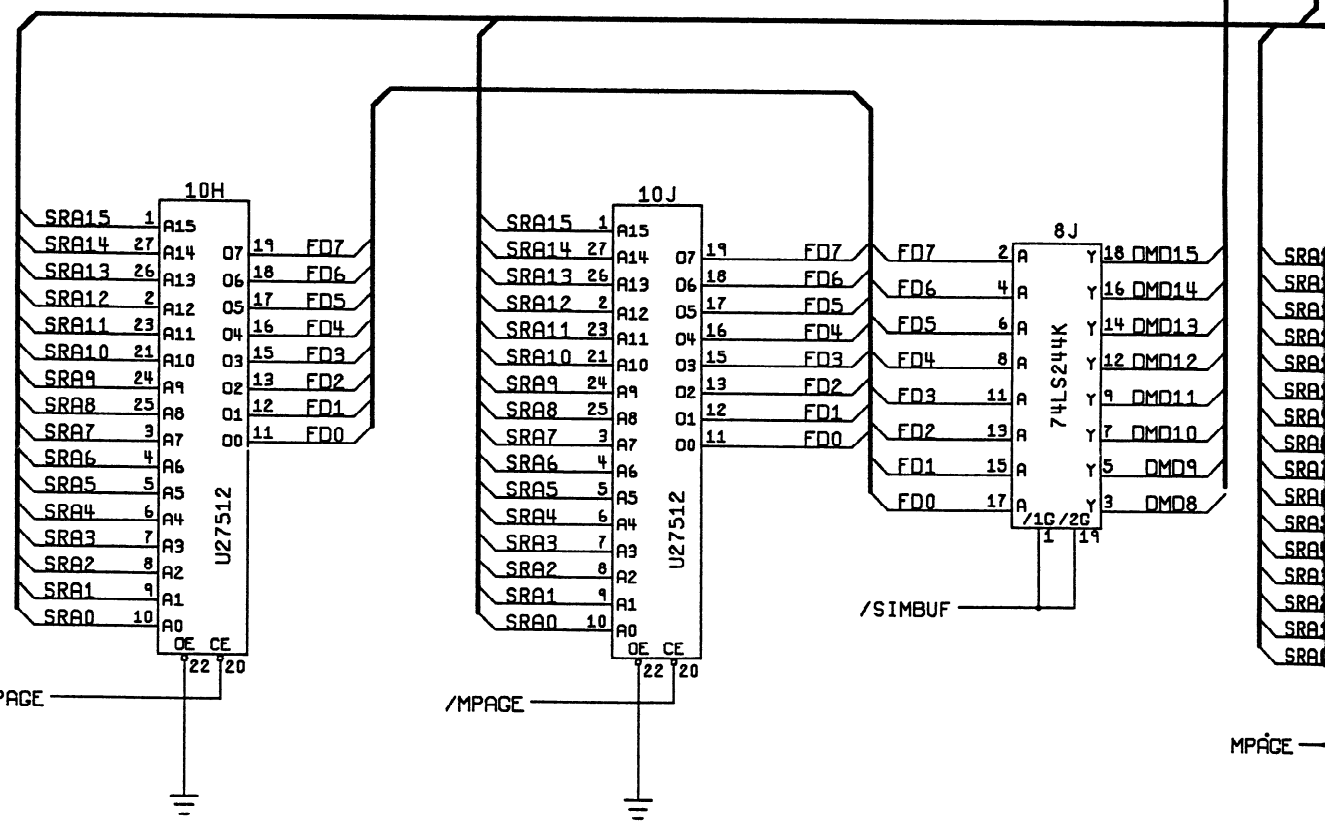 10H
SRA15 1 A15
SRA14 27 A14 O7 19 FD7
SRA13 26 A13 O6 18 FD6
SRA12 2 A12 O5 17 FD5
SRA11 23 A11 O4 16 FD4
SRA10 21 A10 O3 15 FD3
SRA9 24 A9 O2 13 FD2
SRA8 25 A8 O1 12 FD1
SRA7 3 A7 O0 11 FD0
SRA6 4 A6
SRA5 5 A5
SRA4 6 A4
SRA3 7 A3
SRA2 8 A2
SRA1 9 A1
SRA0 10 A0
U27512
OE CE
22 20
PAGE
10J
SRA15 1 A15
SRA14 27 A14 O7 19 FD7
SRA13 26 A13 O6 18 FD6
SRA12 2 A12 O5 17 FD5
SRA11 23 A11 O4 16 FD4
SRA10 21 A10 O3 15 FD3
SRA9 24 A9 O2 13 FD2
SRA8 25 A8 O1 12 FD1
SRA7 3 A7 O0 11 FD0
SRA6 4 A6
SRA5 5 A5
SRA4 6 A4
SRA3 7 A3
SRA2 8 A2
SRA1 9 A1
SRA0 10 A0
U27512
OE CE
22 20
/MPAGE
8J
FD7 2 A Y 18 DMD15
FD6 4 A Y 16 DMD14
FD5 6 A Y 14 DMD13
FD4 8 A Y 12 DMD12
FD3 11 A Y 9 DMD11
FD2 13 A Y 7 DMD10
FD1 15 A Y 5 DMD9
FD0 17 A Y 3 DMD8
74LS244K
/1G /2G
1 19
/SIMBUF
MPAGE